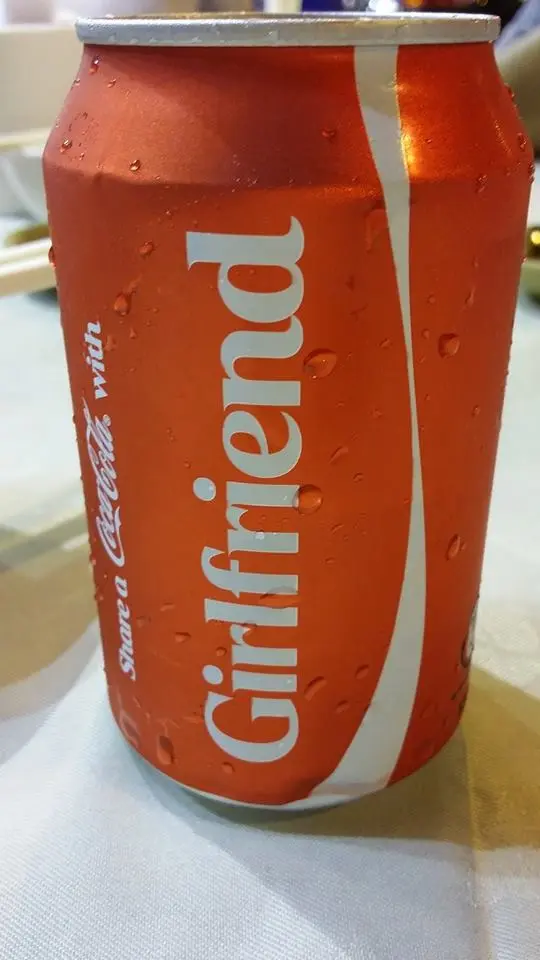 Share a Coca-Cola with
Girlfriend